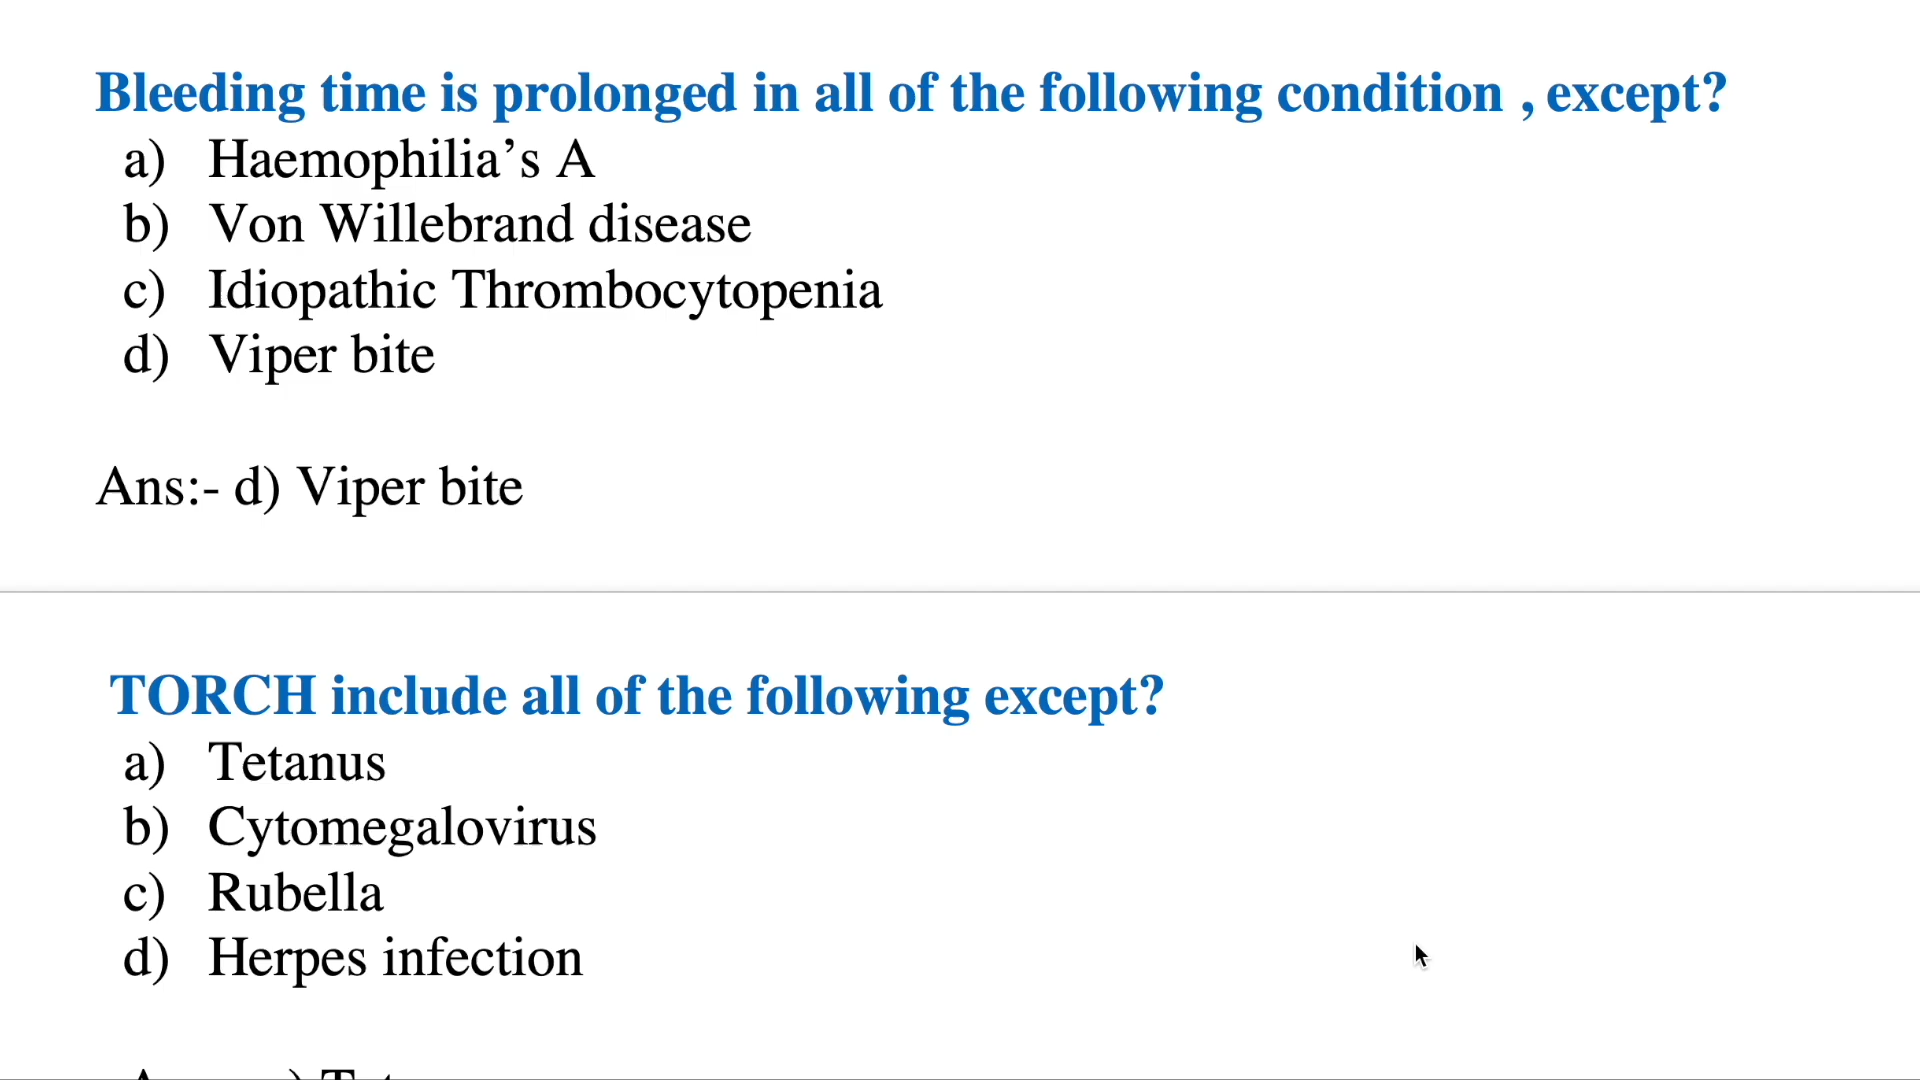 Bleeding time is prolonged in all of the following condition , except?
a) Haemophilia’s A
b) Von Willebrand disease
c) Idiopathic Thrombocytopenia
d) Viper bite
Ans:- d) Viper bite
TORCH include all of the following except?
a) Tetanus
b) Cytomegalovirus
c) Rubella
d) Herpes infection